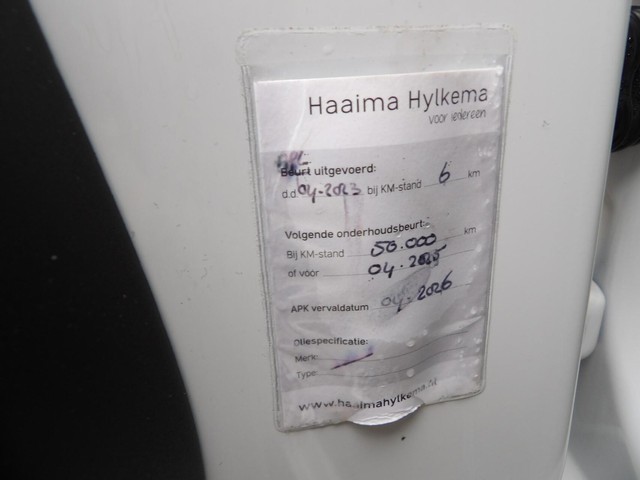 Haaima Hylkema
voor iedereen
Beurt uitgevoerd:
d.d 04-2023 bij KM-stand 6 km
Volgende onderhoudsbeurt:
Bij KM-stand 50.000 km
of voor 04.2025
APK vervaldatum 04-2026
Oliespecificatie:
Merk:
Type:
www.haaimahylkema.nl